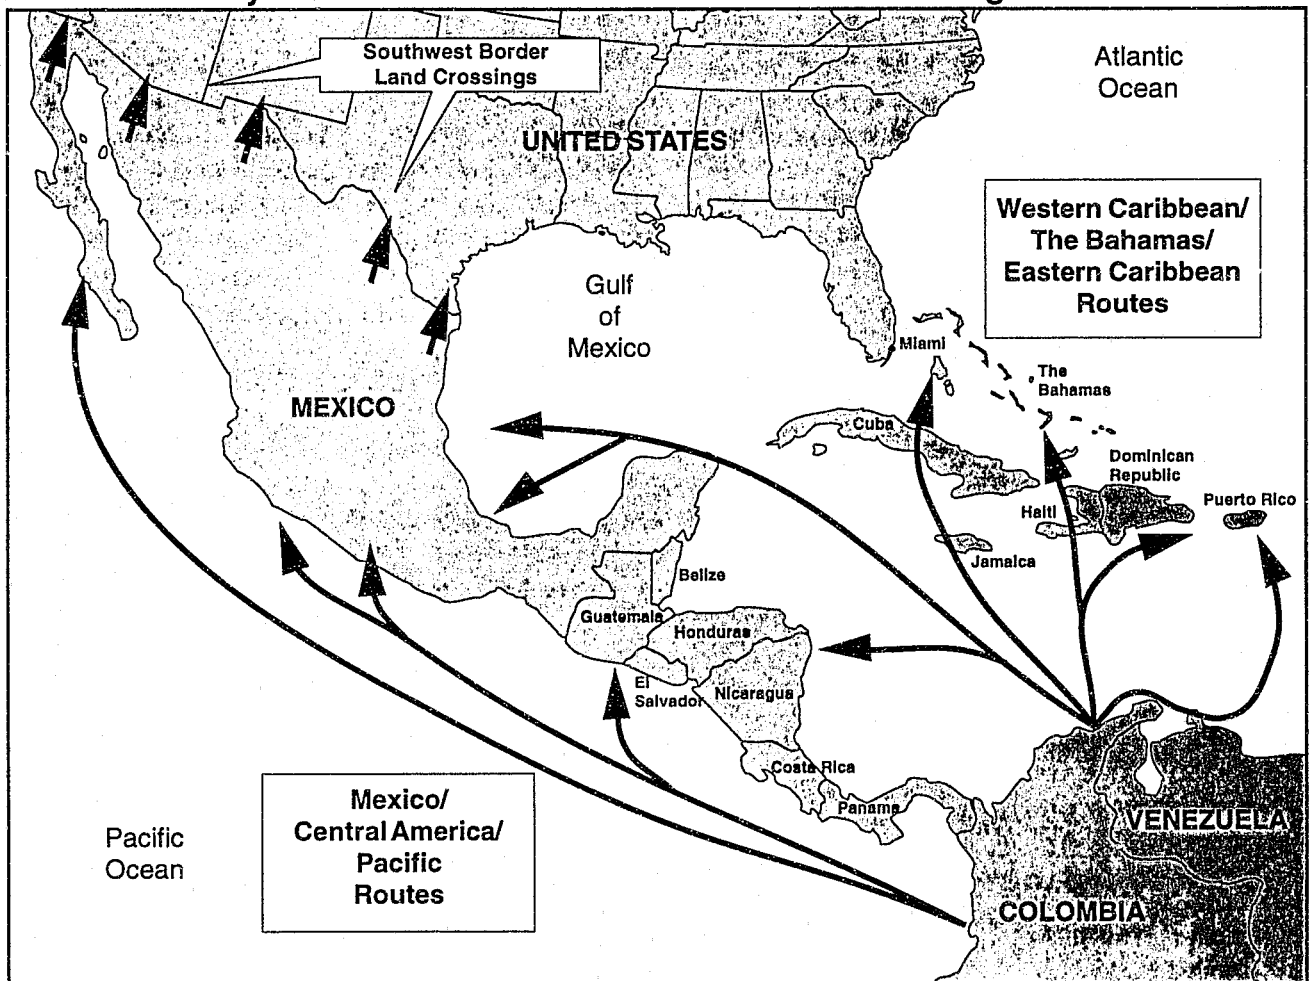 Southwest Border
Land Crossings
Atlantic
Ocean
UNITED STATES
Western Caribbean/
The Bahamas/
Eastern Caribbean
Routes
Gulf
of
Mexico
Miami
The
Bahamas
MEXICO
Cuba
Dominican
Republic
Haiti
Puerto Rico
Jamaica
Belize
Guatemala
Honduras
El
Salvador
Nicaragua
Costa Rica
Panama
Mexico/
Central America/
Pacific
Routes
Pacific
Ocean
VENEZUELA
COLOMBIA